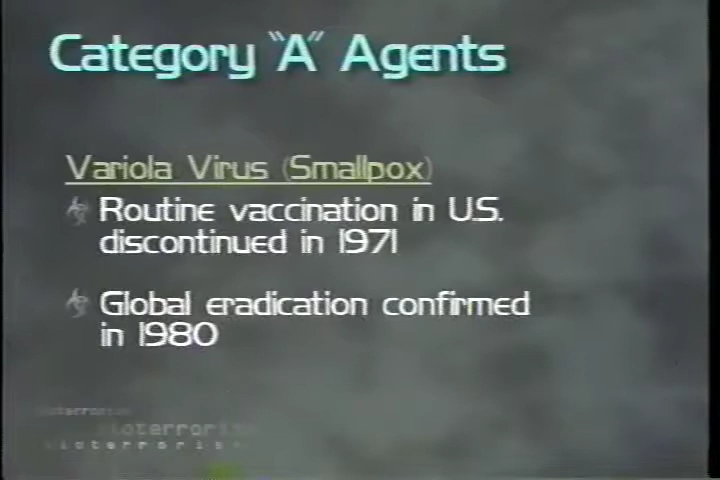 Category "A" Agents
Variola Virus (Smallpox)
Routine vaccination in U.S.
discontinued in 1971
Global eradication confirmed
in 1980